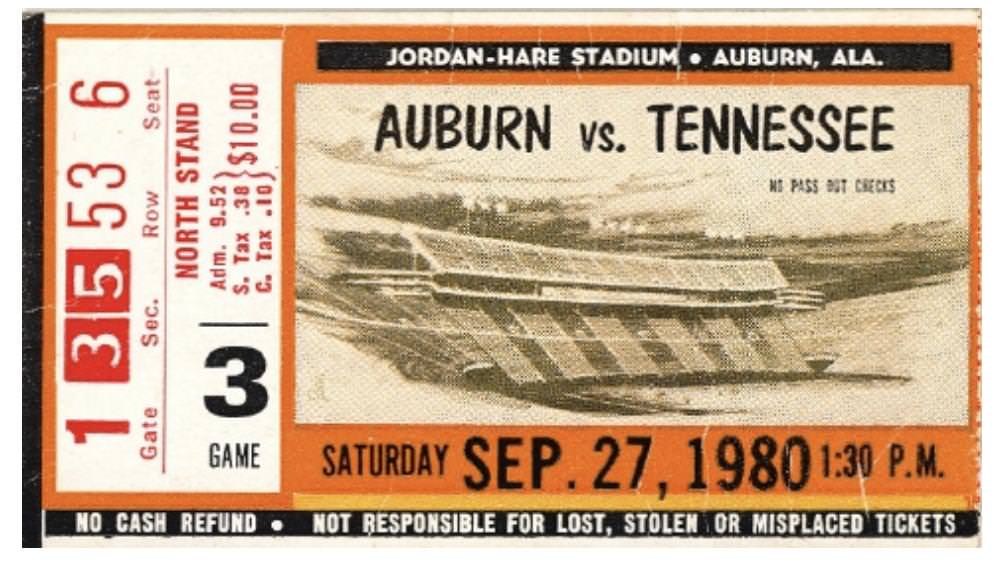 JORDAN-HARE STADIUM • AUBURN, ALA.
AUBURN vs. TENNESSEE
NO PASS OUT CHECKS
1 35 53 6
Gate Sec. Row Seat
NORTH STAND
Adm. 9.52
S. Tax .38
C. Tax .10
$10.00
3
GAME
SATURDAY SEP. 27, 1980 1:30 P.M.
NO CASH REFUND • NOT RESPONSIBLE FOR LOST, STOLEN OR MISPLACED TICKETS